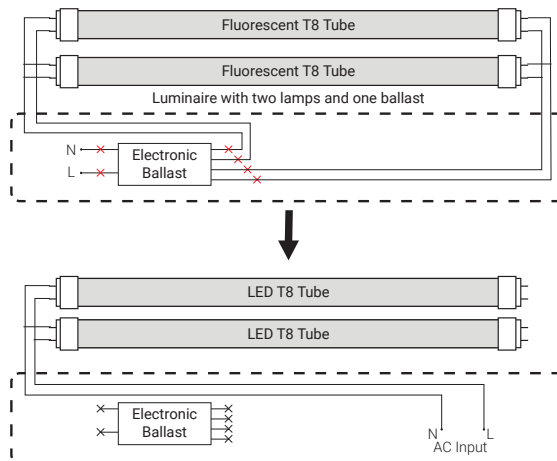 Fluorescent T8 Tube
Fluorescent T8 Tube
Luminaire with two lamps and one ballast
N
L
Electronic
Ballast
LED T8 Tube
LED T8 Tube
Electronic
Ballast
N L
AC Input